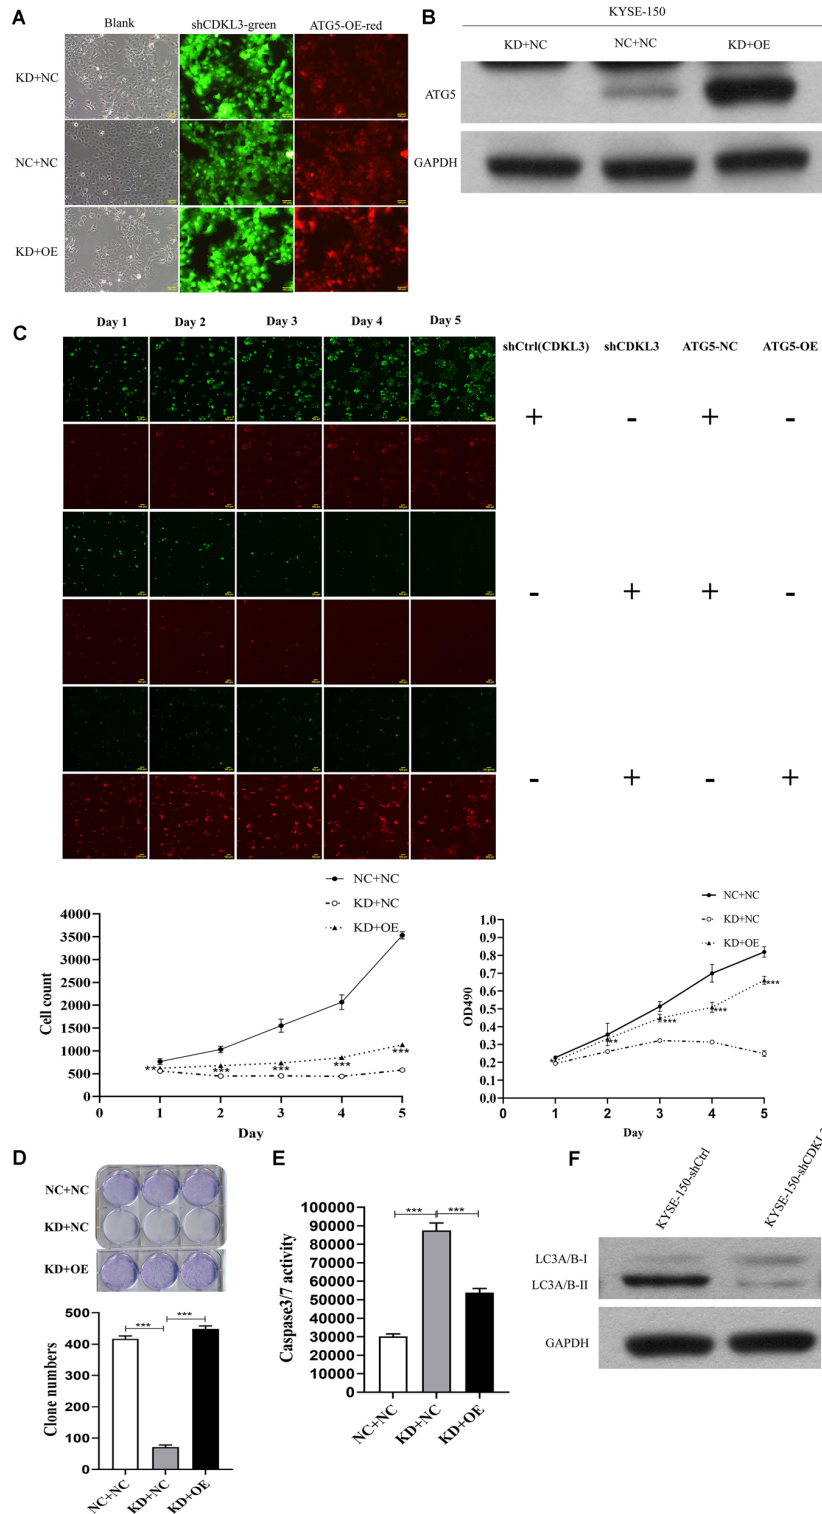 A
Blank shCDKL3-green ATG5-OE-red
KD+NC
NC+NC
KD+OE
B
KYSE-150
KD+NC NC+NC KD+OE
ATG5
GAPDH
C
Day 1 Day 2 Day 3 Day 4 Day 5
shCtrl(CDKL3) shCDKL3 ATG5-NC ATG5-OE
+ - + -
- + + -
- + - +
NC+NC
KD+NC
KD+OE
Cell count
4000
3500
3000
2500
2000
1500
1000
500
0
** *** *** *** ***
0 1 2 3 4 5
Day
NC+NC
KD+NC
KD+OE
OD490
1.0
0.9
0.8
0.7
0.6
0.5
0.4
0.3
0.2
0.1
0.0
* ** *** *** ***
0 1 2 3 4 5
Day
D
NC+NC
KD+NC
KD+OE
Clone numbers
500
400
300
200
100
0
*** ***
NC+NC KD+NC KD+OE
E
Caspase3/7 activity
100000
90000
80000
70000
60000
50000
40000
30000
20000
10000
0
*** ***
NC+NC KD+NC KD+OE
F
KYSE-150-shCtrl
KYSE-150-shCDKL3
LC3A/B-I
LC3A/B-II
GAPDH